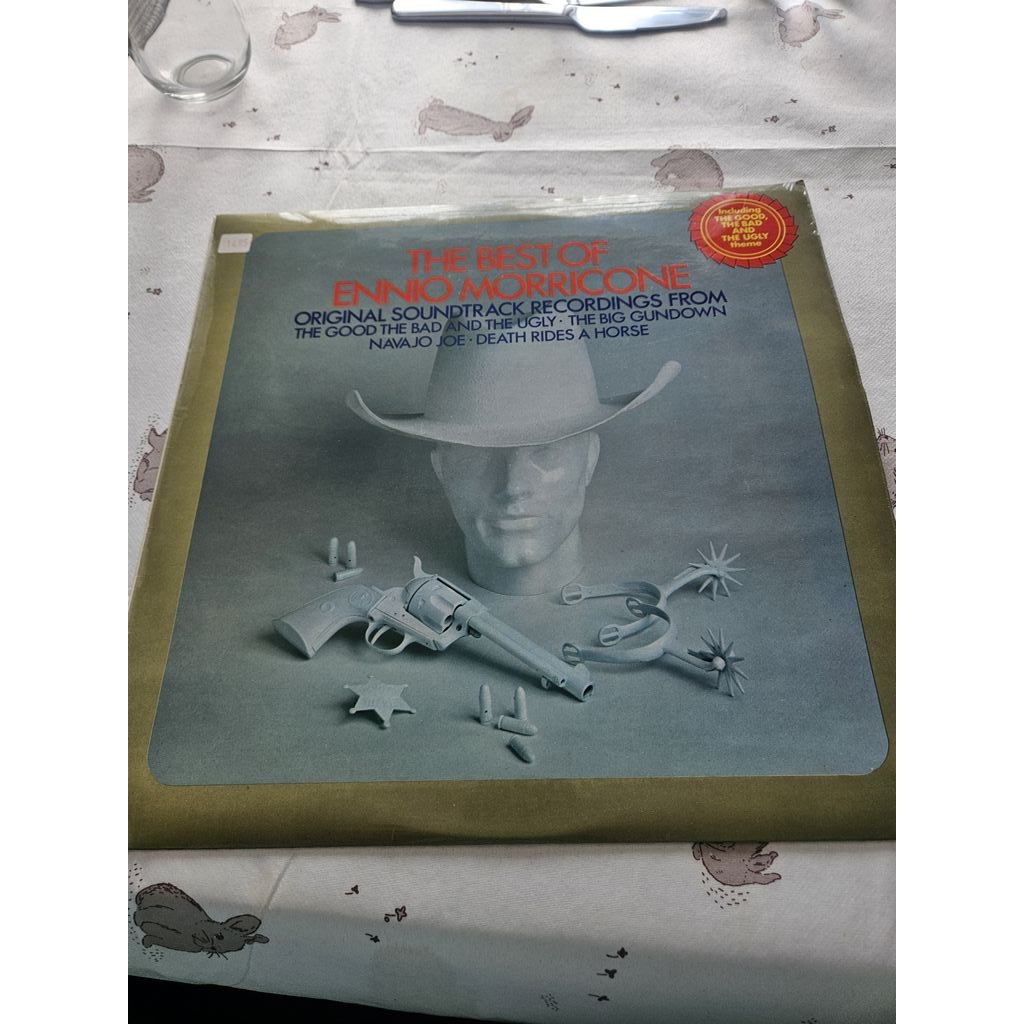 Including
THE GOOD,
THE BAD
AND
THE UGLY
theme
THE BEST OF
ENNIO MORRICONE
ORIGINAL SOUNDTRACK RECORDINGS FROM
THE GOOD THE BAD AND THE UGLY · THE BIG GUNDOWN
NAVAJO JOE · DEATH RIDES A HORSE